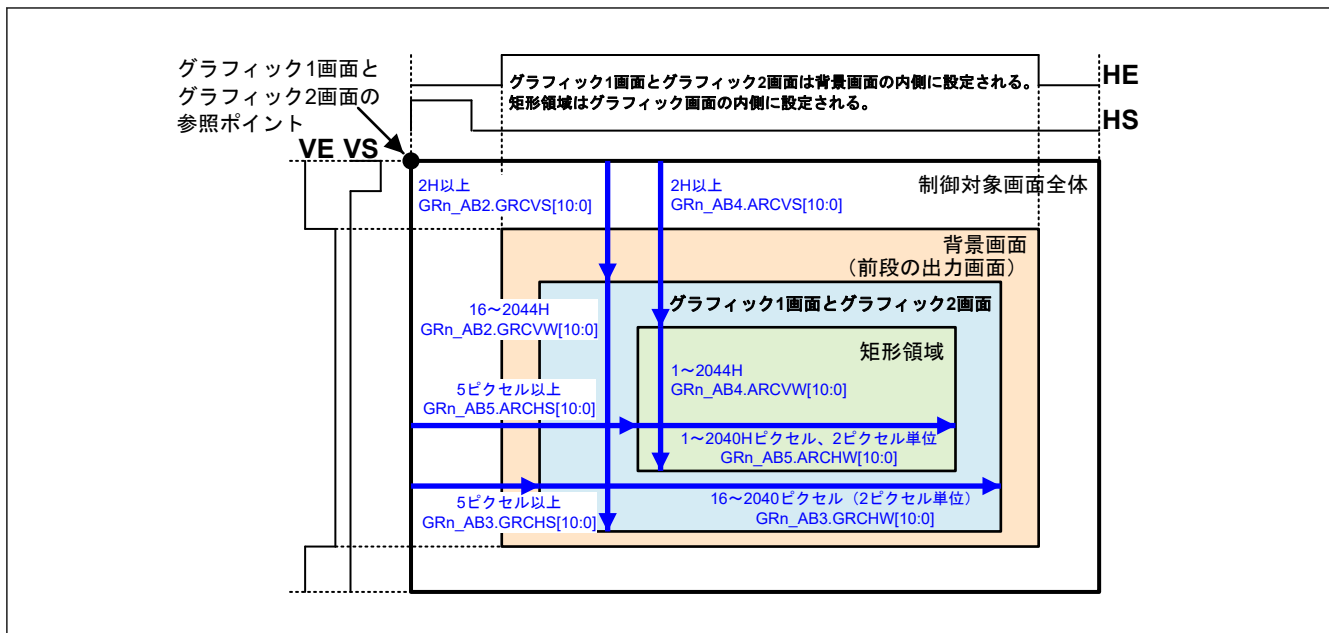 グラフィック1画面と
グラフィック2画面の
参照ポイント
グラフィック1画面とグラフィック2画面は背景画面の内側に設定される。
矩形領域はグラフィック画面の内側に設定される。
HE
HS
VE VS
2H以上
GRn_AB2.GRCVS[10:0]
2H以上
GRn_AB4.ARCVS[10:0]
制御対象画面全体
背景画面
（前段の出力画面）
グラフィック1画面とグラフィック2画面
16～2044H
GRn_AB2.GRCVW[10:0]
矩形領域
1～2044H
GRn_AB4.ARCVW[10:0]
5ピクセル以上
GRn_AB5.ARCHS[10:0]
1～2040Hピクセル、2ピクセル単位
GRn_AB5.ARCHW[10:0]
5ピクセル以上
GRn_AB3.GRCHS[10:0]
16～2040ピクセル（2ピクセル単位）
GRn_AB3.GRCHW[10:0]